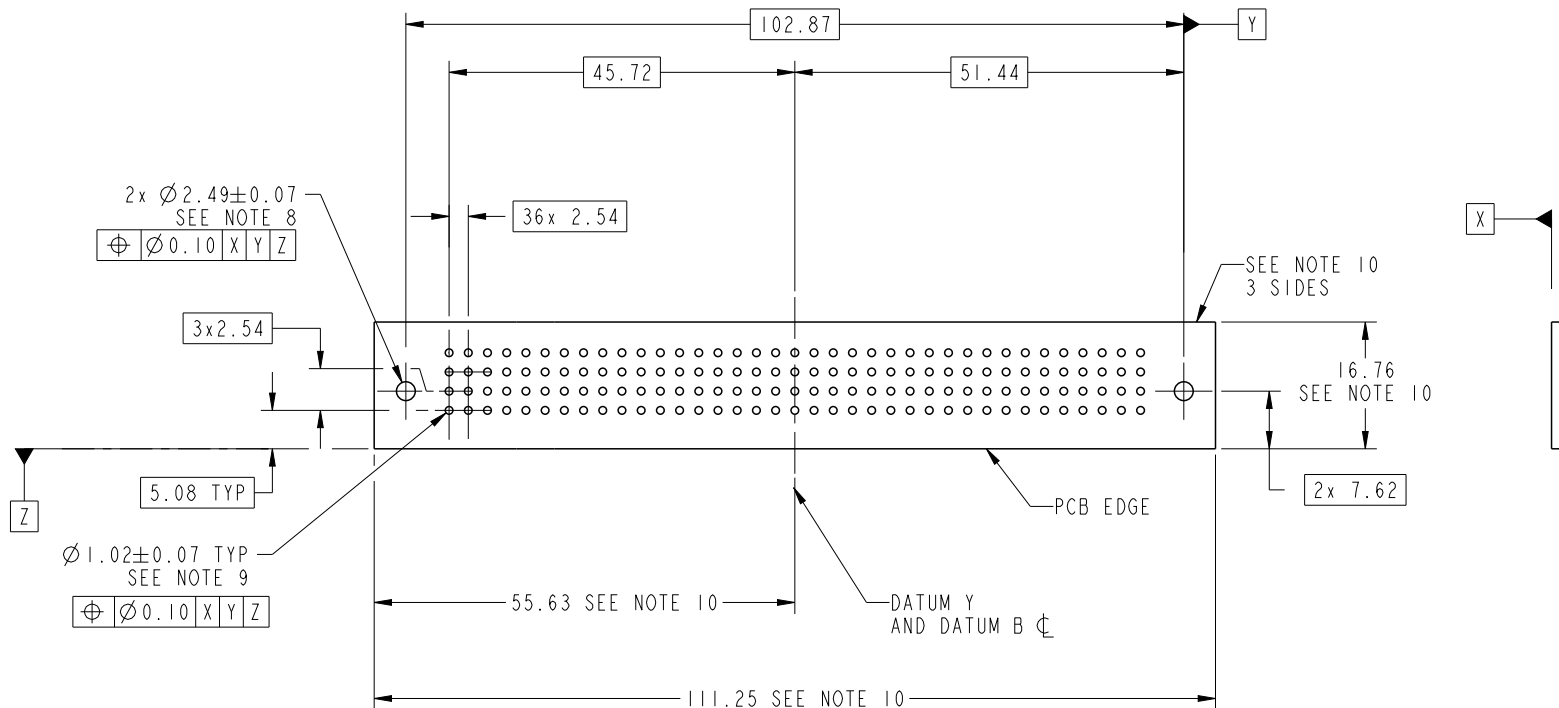 102.87
Y
45.72
51.44
2x Ø2.49±0.07
SEE NOTE 8
⌖ Ø0.10 X Y Z
36x 2.54
X
SEE NOTE 10
3 SIDES
3x2.54
16.76
SEE NOTE 10
5.08 TYP
2x 7.62
Z
PCB EDGE
Ø1.02±0.07 TYP
SEE NOTE 9
⌖ Ø0.10 X Y Z
55.63 SEE NOTE 10
DATUM Y
AND DATUM B ℄
111.25 SEE NOTE 10